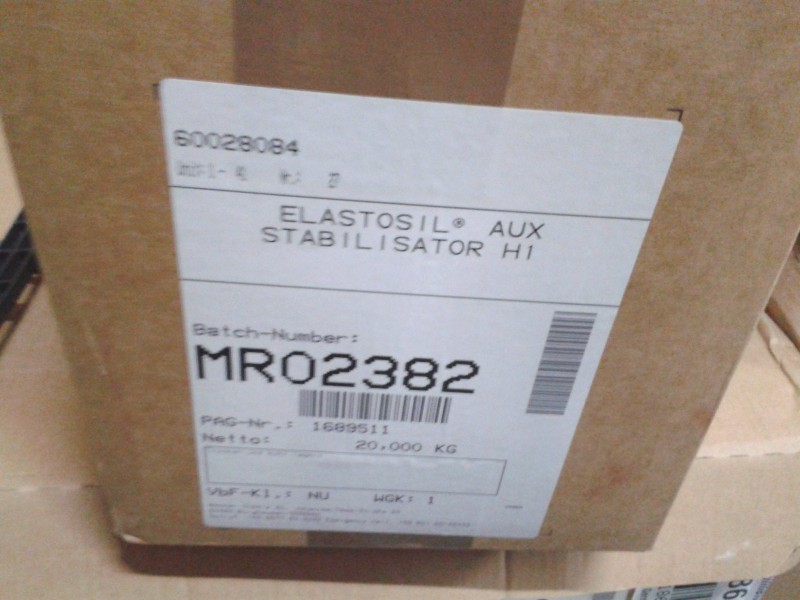 60028084
ELASTOSIL® AUX
STABILISATOR H1
Batch-Number:
MR02382
PAG-Nr.: 1689511
Netto: 20,000 KG
VbF-Kl.: NU WGK: 1